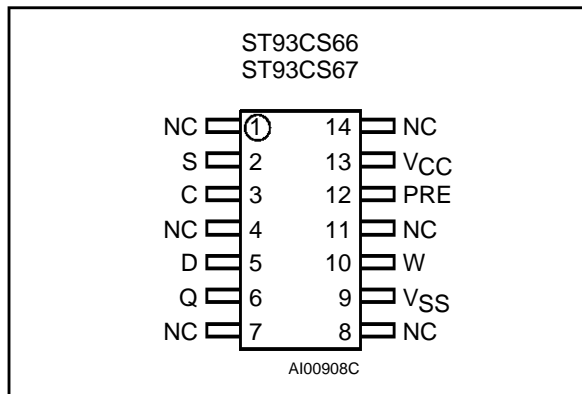 ST93CS66
ST93CS67
NC 1 14 NC
S 2 13 VCC
C 3 12 PRE
NC 4 11 NC
D 5 10 W
Q 6 9 VSS
NC 7 8 NC
AI00908C